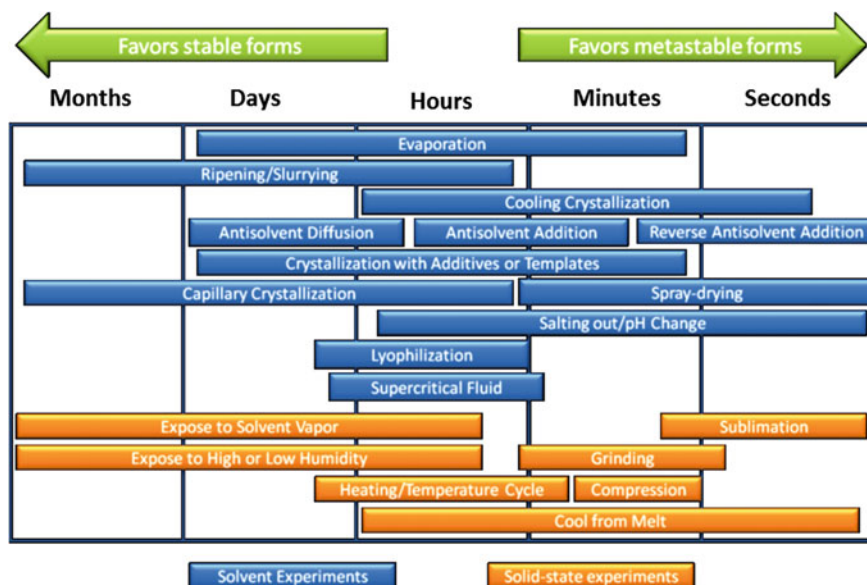 Favors stable forms
Favors metastable forms
Months Days Hours Minutes Seconds
Evaporation
Ripening/Slurrying
Cooling Crystallization
Antisolvent Diffusion
Antisolvent Addition
Reverse Antisolvent Addition
Crystallization with Additives or Templates
Capillary Crystallization
Spray-drying
Salting out/pH Change
Lyophilization
Supercritical Fluid
Expose to Solvent Vapor
Sublimation
Expose to High or Low Humidity
Grinding
Heating/Temperature Cycle
Compression
Cool from Melt
Solvent Experiments
Solid-state experiments